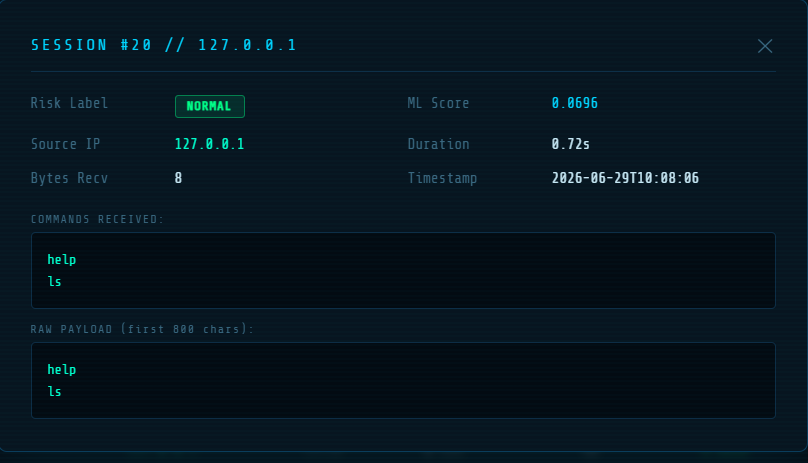 SESSION #20 // 127.0.0.1
Risk Label NORMAL ML Score 0.0696
Source IP 127.0.0.1 Duration 0.72s
Bytes Recv 8 Timestamp 2026-06-29T10:08:06
COMMANDS RECEIVED:
help
ls
RAW PAYLOAD (first 800 chars):
help
ls